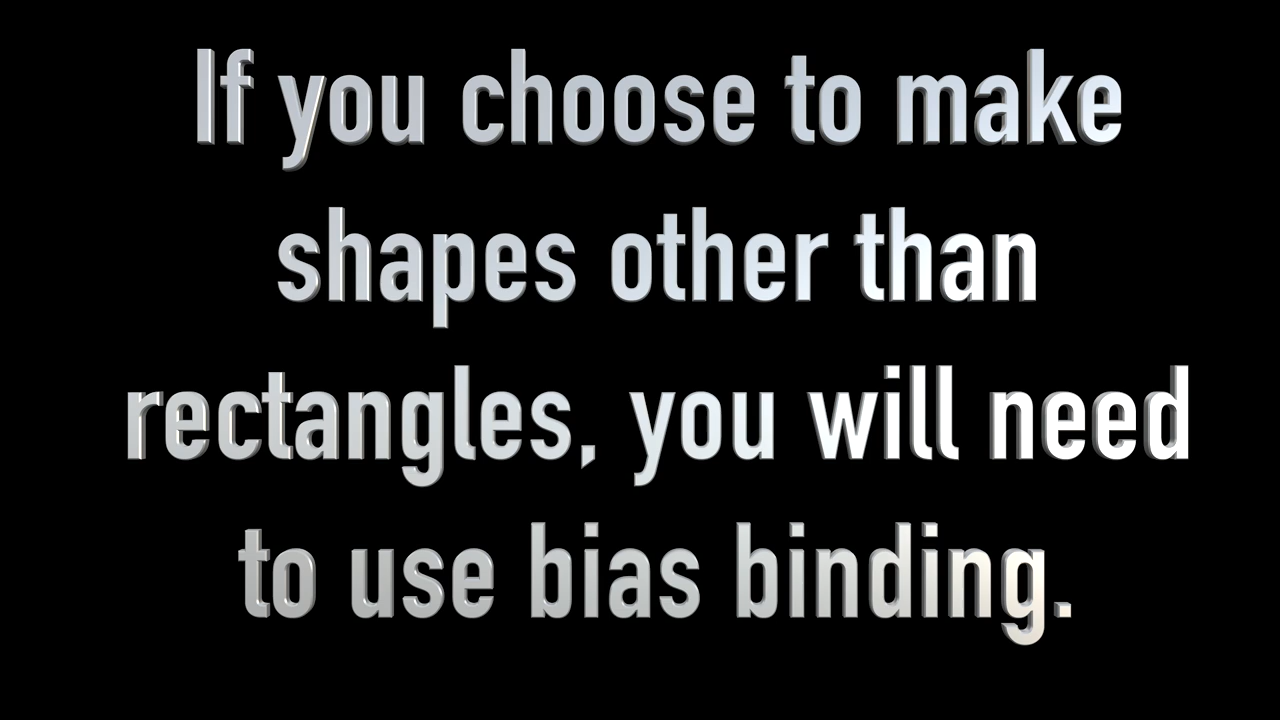 If you choose to make
shapes other than
rectangles, you will need
to use bias binding.